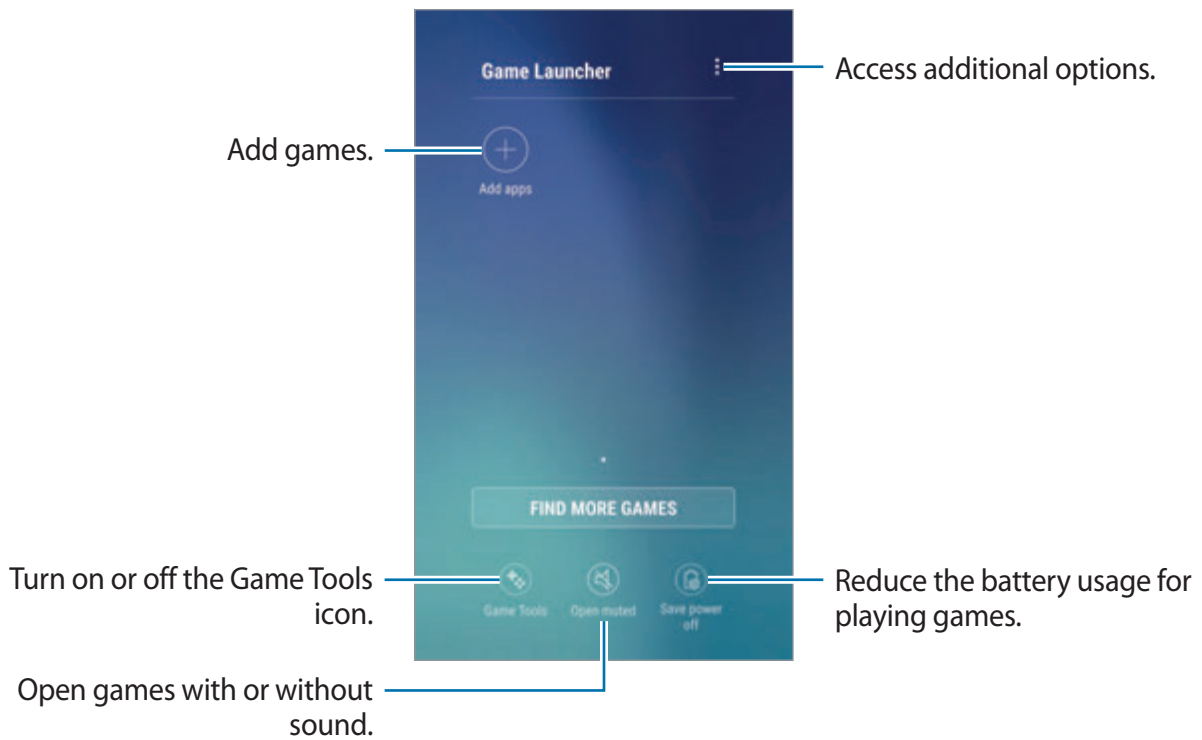 Game Launcher
Access additional options.
Add games.
Add apps
FIND MORE GAMES
Turn on or off the Game Tools
icon.
Game Tools
Open muted
Save power
off
Reduce the battery usage for
playing games.
Open games with or without
sound.